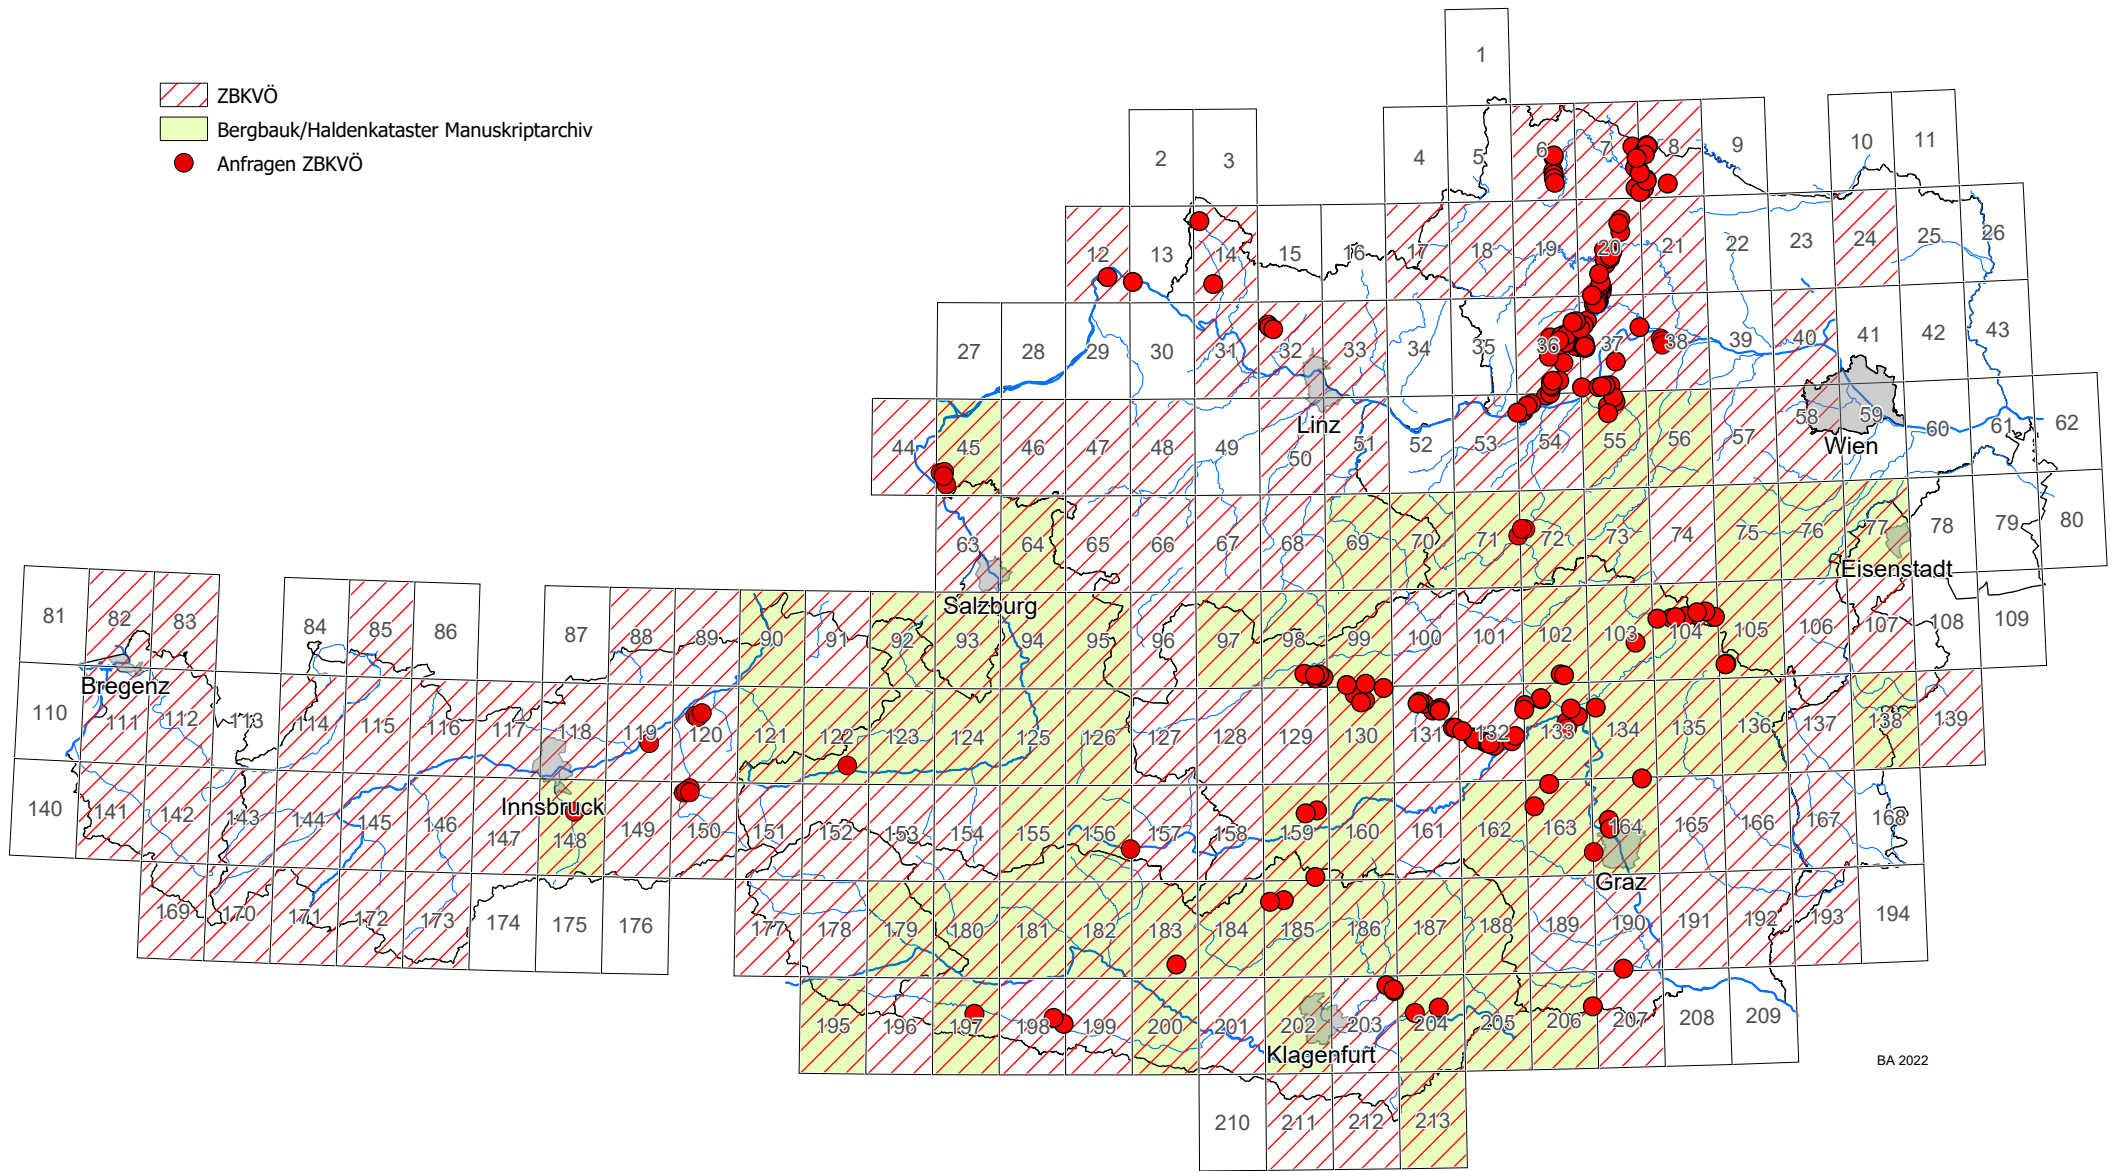 1
ZBKVÖ
Bergbauk/Haldenkataster Manuskriptarchiv
Anfragen ZBKVÖ
2 3 4 5 6 7 8 9 10 11
12 13 14 15 16 17 18 19 20 21 22 23 24 25 26
27 28 29 30 31 32 33 34 35 36 37 38 39 40 41 42 43
44 45 46 47 48 49 50 51 52 53 54 55 56 57 58 59 60 61 62
Linz
Wien
63 64 65 66 67 68 69 70 71 72 73 74 75 76 77 78 79 80
Salzburg
Eisenstadt
81 82 83 84 85 86 87 88 89 90 91 92 93 94 95 96 97 98 99 100 101 102 103 104 105 106 107 108 109
Bregenz
110 111 112 113 114 115 116 117 118 119 120 121 122 123 124 125 126 127 128 129 130 131 132 133 134 135 136 137 138 139
Innsbruck
140 141 142 143 144 145 146 147 148 149 150 151 152 153 154 155 156 157 158 159 160 161 162 163 164 165 166 167 168
Graz
169 170 171 172 173 174 175 176 177 178 179 180 181 182 183 184 185 186 187 188 189 190 191 192 193 194
195 196 197 198 199 200 201 202 203 204 205 206 207 208 209
Klagenfurt
BA 2022
210 211 212 213